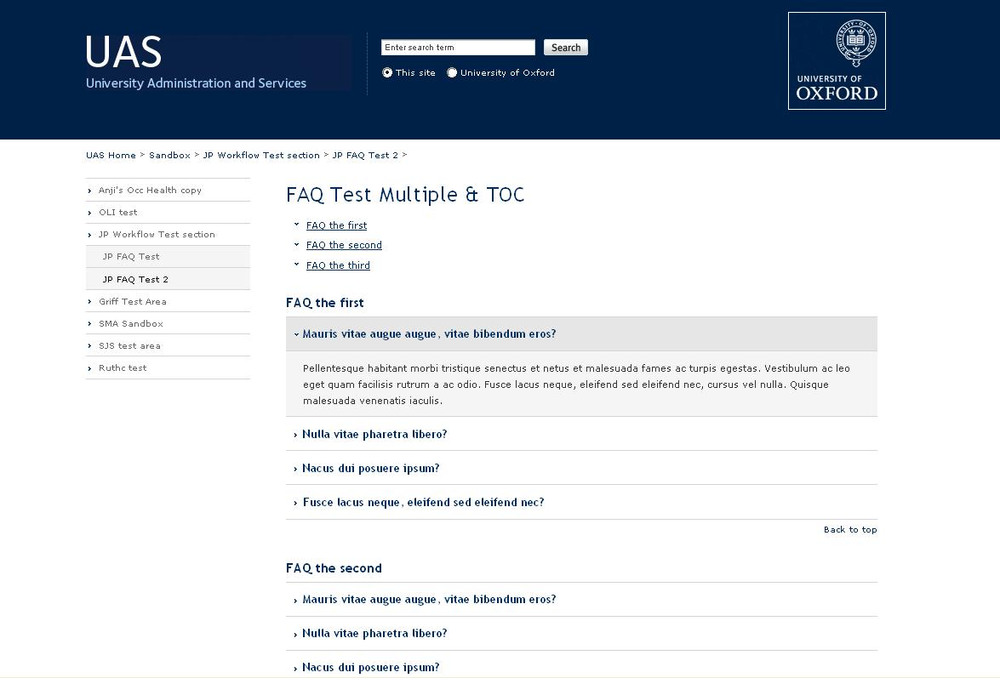 UAS
University Administration and Services
Enter search term
Search
This site
University of Oxford
UNIVERSITY OF
OXFORD
UAS Home > Sandbox > JP Workflow Test section > JP FAQ Test 2 >
Anji's Occ Health copy
OLI test
JP Workflow Test section
JP FAQ Test
JP FAQ Test 2
Griff Test Area
SMA Sandbox
SJS test area
Ruthc test
FAQ Test Multiple & TOC
FAQ the first
FAQ the second
FAQ the third
FAQ the first
Mauris vitae augue augue, vitae bibendum eros?
Pellentesque habitant morbi tristique senectus et netus et malesuada fames ac turpis egestas. Vestibulum ac leo
eget quam facilisis rutrum a ac odio. Fusce lacus neque, eleifend sed eleifend nec, cursus vel nulla. Quisque
malesuada venenatis iaculis.
Nulla vitae pharetra libero?
Nacus dui posuere ipsum?
Fusce lacus neque, eleifend sed eleifend nec?
Back to top
FAQ the second
Mauris vitae augue augue, vitae bibendum eros?
Nulla vitae pharetra libero?
Nacus dui posuere ipsum?